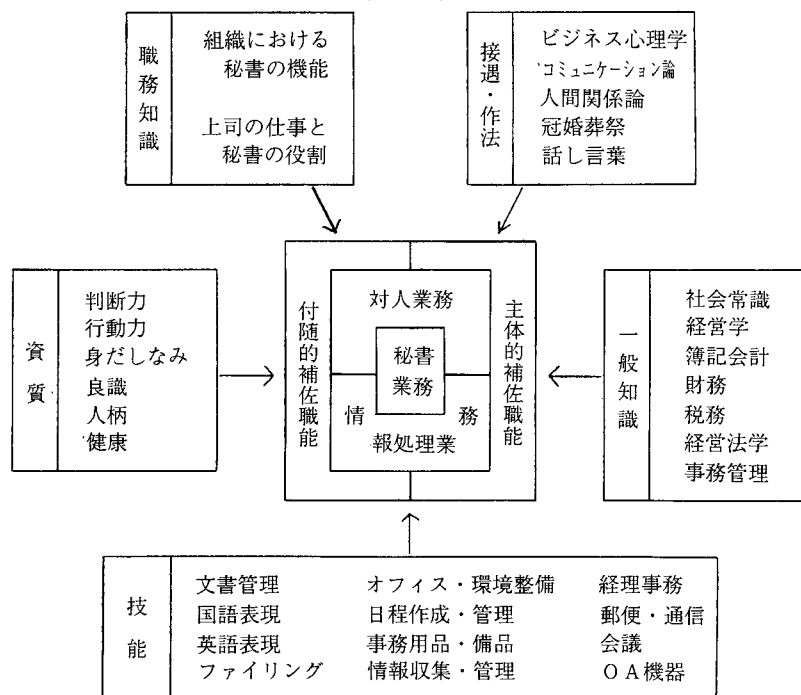 職務知識
組織における
秘書の機能
上司の仕事と
秘書の役割
接遇・作法
ビジネス心理学
コミュニケーション論
人間関係論
冠婚葬祭
話し言葉
資質
判断力
行動力
身だしなみ
良識
人柄
健康
付随的補佐職能
対人業務
秘書
業務
情報処理業務
主体的補佐職能
一般知識
社会常識
経営学
簿記会計
財務
税務
経営法学
事務管理
技能
文書管理
国語表現
英語表現
ファイリング
オフィス・環境整備
日程作成・管理
事務用品・備品
情報収集・管理
経理事務
郵便・通信
会議
OA機器